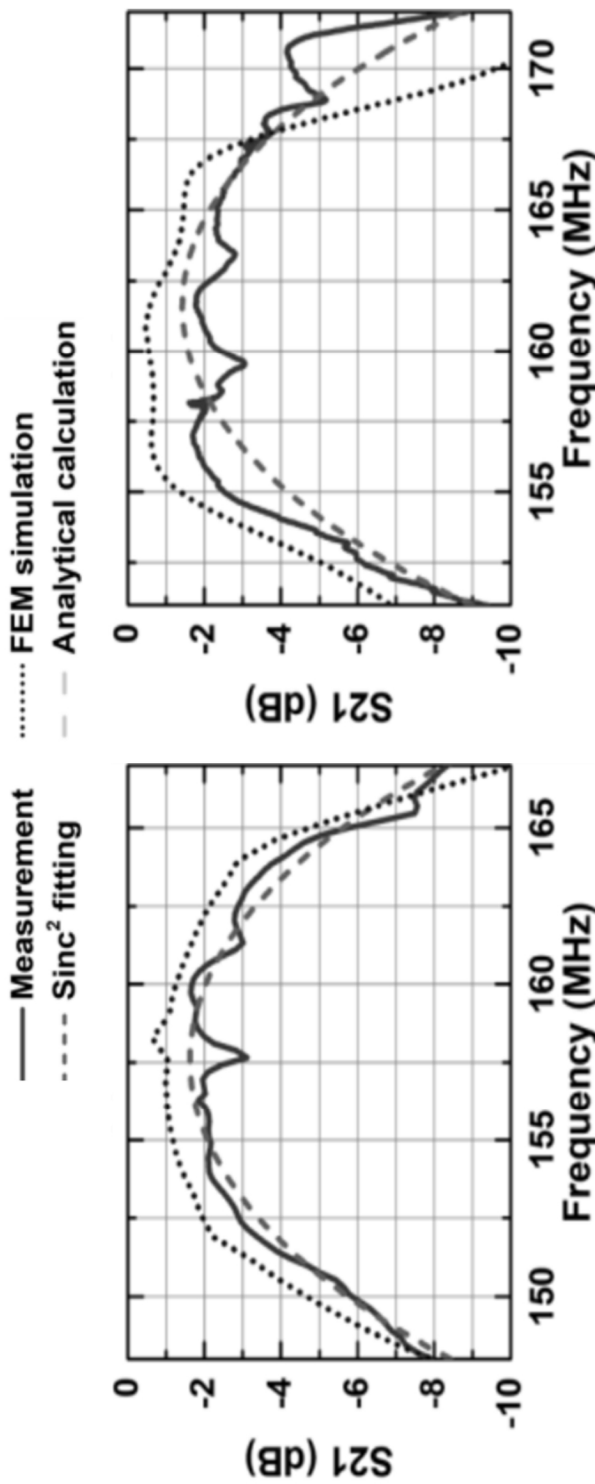 Measurement
FEM simulation
Sinc² fitting
Analytical calculation
0
-2
-4
-6
-8
-10
S21 (dB)
150
155
160
165
Frequency (MHz)
0
-2
-4
-6
-8
-10
S21 (dB)
155
160
165
170
Frequency (MHz)